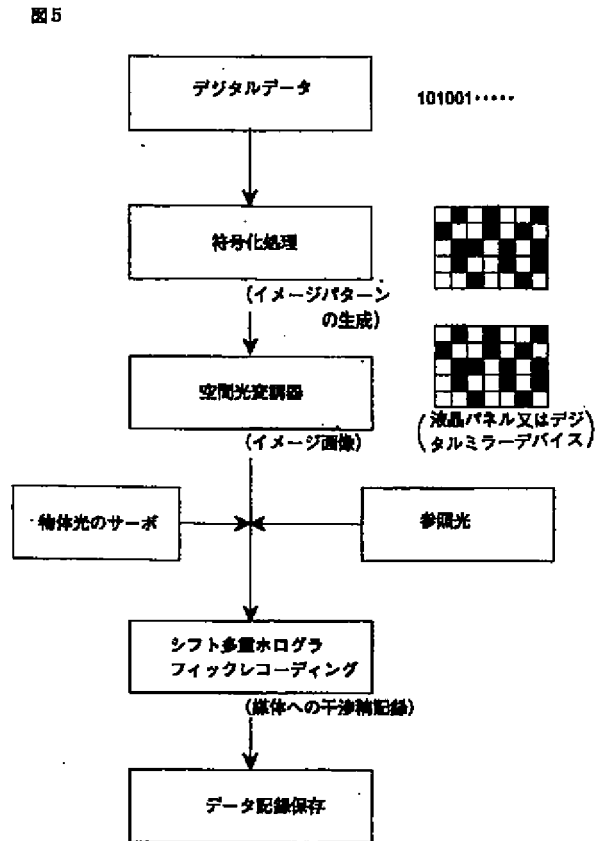 図5
デジタルデータ
101001・・・・・
符号化処理
(イメージパターン
の生成)
空間光変調器
(液晶パネル又はデジ
タルミラーデバイス)
(イメージ画像)
物体光のサーボ
参照光
シフト多重ホログラ
フィックレコーディング
(媒体への干渉縞記録)
データ記録保存